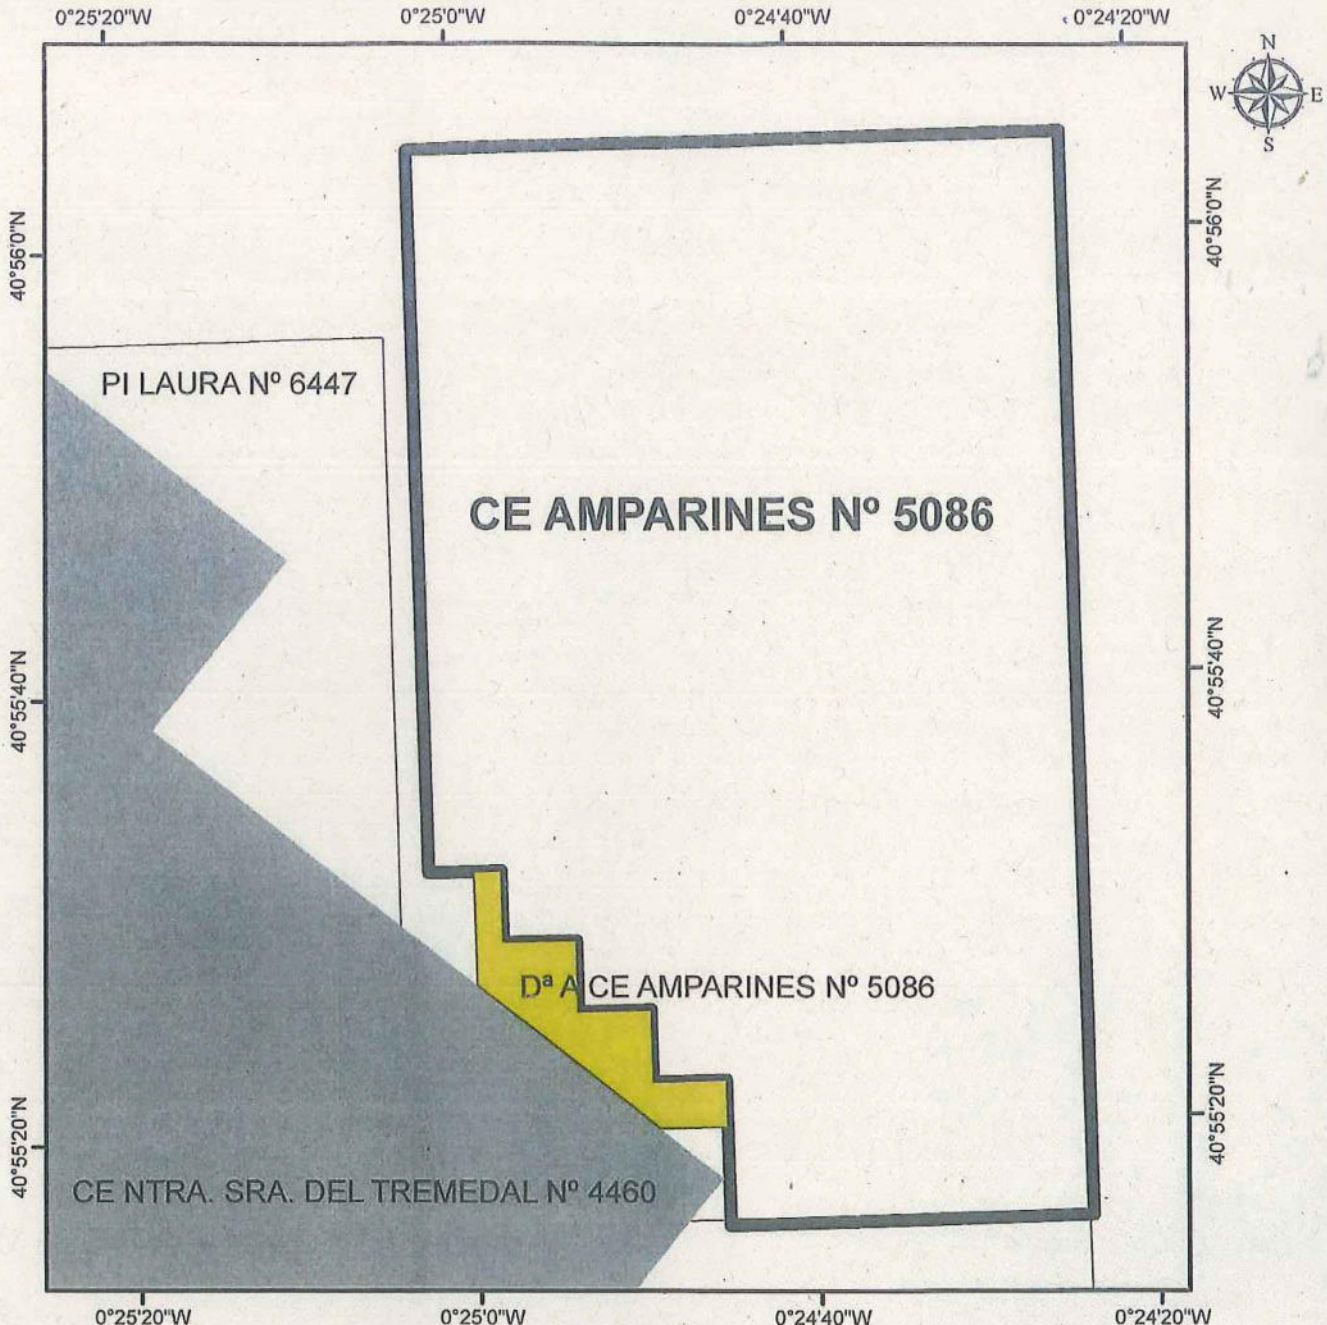 0°25'20"W 0°25'0"W 0°24'40"W 0°24'20"W
N
W E
S
40°56'0"N 40°56'0"N
PI LAURA Nº 6447
CE AMPARINES Nº 5086
40°55'40"N 40°55'40"N
Dª A CE AMPARINES Nº 5086
40°55'20"N 40°55'20"N
CE NTRA. SRA. DEL TREMEDAL Nº 4460
0°25'20"W 0°25'0"W 0°24'40"W 0°24'20"W